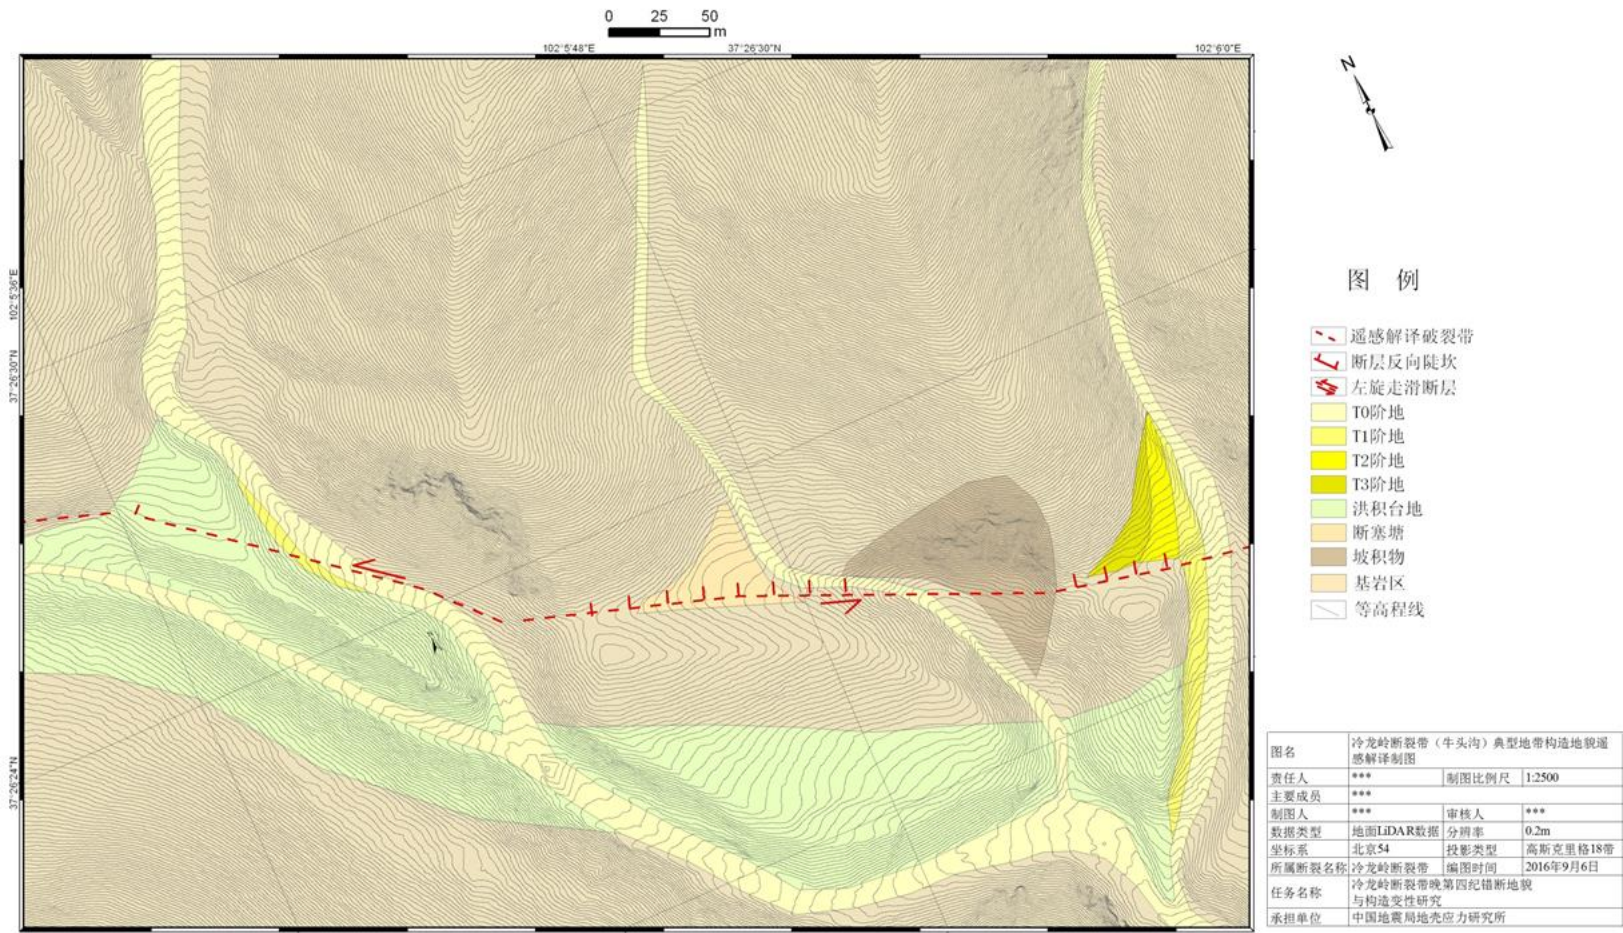 0 25 50
m
102°5'48"E 37°26'30"N 102°6'0"E
N
102°5'36"E
37°26'30"N
37°26'24"N
图 例
遥感解译破裂带
断层反向陡坎
左旋走滑断层
T0阶地
T1阶地
T2阶地
T3阶地
洪积台地
断塞塘
坡积物
基岩区
等高程线
图名 冷龙岭断裂带（牛头沟）典型地带构造地貌遥
感解译制图
责任人 *** 制图比例尺 1:2500
主要成员 ***
制图人 *** 审核人 ***
数据类型 地面LiDAR数据 分辨率 0.2m
坐标系 北京54 投影类型 高斯克里格18带
所属断裂名称 冷龙岭断裂带 编图时间 2016年9月6日
任务名称 冷龙岭断裂带晚第四纪错断地貌
与构造变性研究
承担单位 中国地震局地壳应力研究所